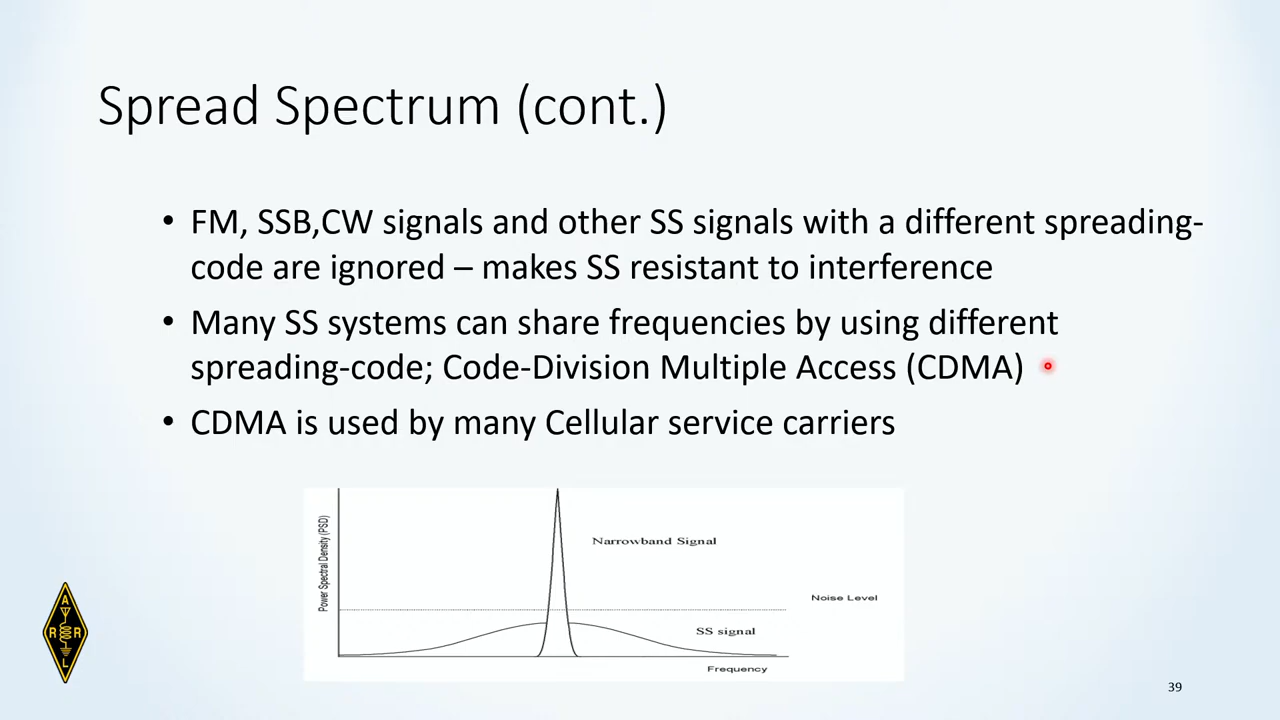 Spread Spectrum (cont.)
• FM, SSB,CW signals and other SS signals with a different spreading-
code are ignored – makes SS resistant to interference
• Many SS systems can share frequencies by using different
spreading-code; Code-Division Multiple Access (CDMA)
• CDMA is used by many Cellular service carriers
Power Spectral Density (PSD)
Narrowband Signal
Noise Level
SS signal
Frequency
A
R R
L
39